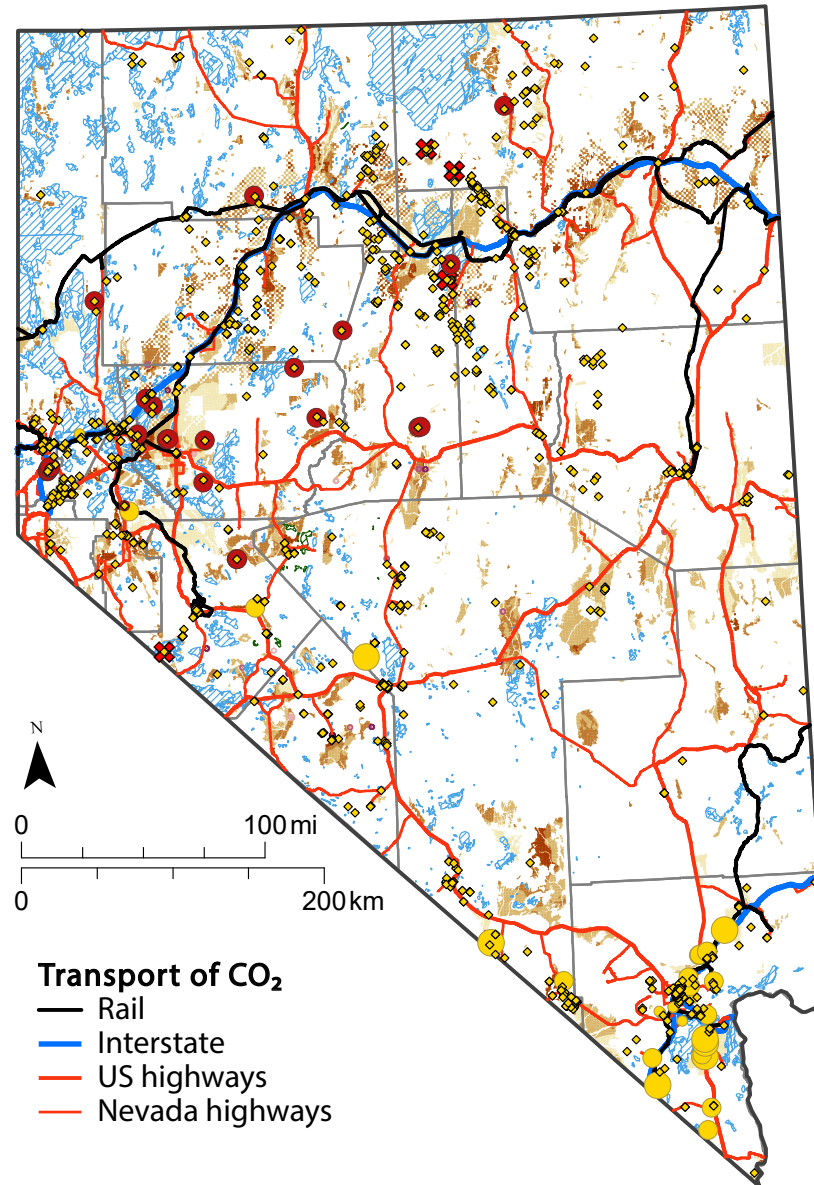 N
0 100 mi
0 200 km
Transport of CO₂
Rail
Interstate
US highways
Nevada highways